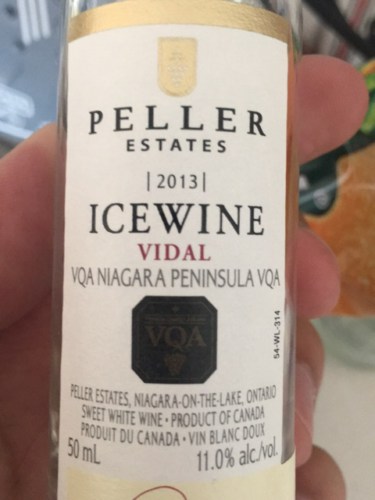 PELLER
ESTATES
|2013|
ICEWINE
VIDAL
VQA NIAGARA PENINSULA VQA
VQA
54-WL-314
PELLER ESTATES, NIAGARA-ON-THE-LAKE, ONTARIO
SWEET WHITE WINE • PRODUCT OF CANADA
PRODUIT DU CANADA • VIN BLANC DOUX
50 mL 11.0% alc./vol.